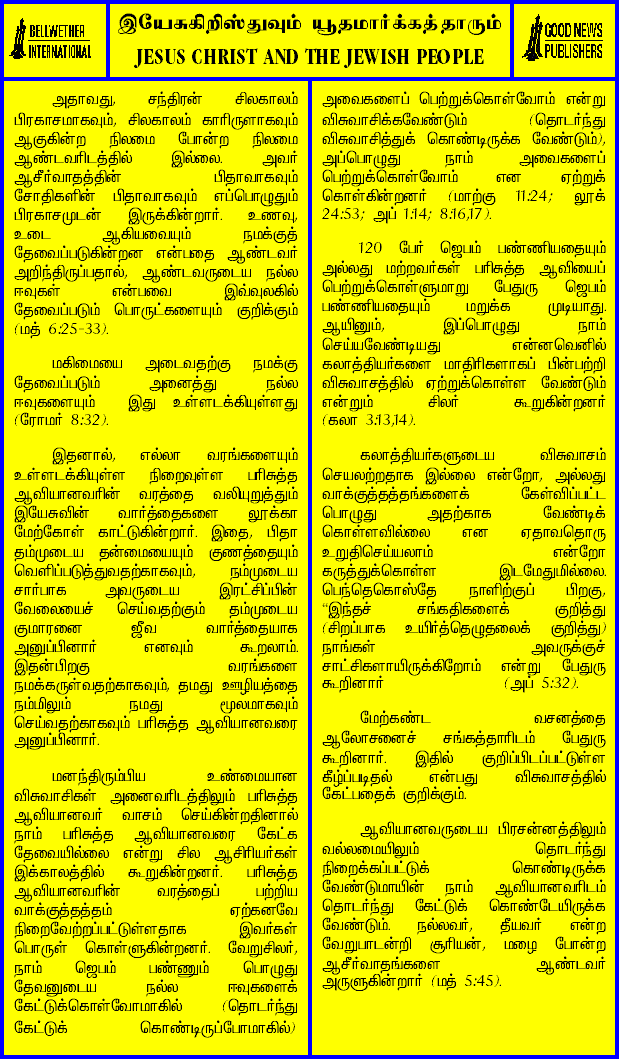 BELLWETHER
INTERNATIONAL
இயேசுகிறிஸ்துவும் யூதமார்க்கத்தாரும்
JESUS CHRIST AND THE JEWISH PEOPLE
GOOD NEWS
PUBLISHERS
அதாவது, சந்திரன் சிலகாலம்
பிரகாசமாகவும், சிலகாலம் காரிருளாகவும்
ஆகுகின்ற நிலமை போன்ற நிலமை
ஆண்டவரிடத்தில் இல்லை. அவர்
ஆசீர்வாதத்தின் பிதாவாகவும்
சோதிகளின் பிதாவாகவும் எப்பொழுதும்
பிரகாசமுடன் இருக்கின்றார். உணவு,
உடை ஆகியவையும் நமக்குத்
தேவைப்படுகின்றன என்பதை ஆண்டவர்
அறிந்திருப்பதால், ஆண்டவருடைய நல்ல
ஈவுகள் என்பவை இவ்வுலகில்
தேவைப்படும் பொருட்களையும் குறிக்கும்
(மத் 6:25-33).
மகிமையை அடைவதற்கு நமக்கு
தேவைப்படும் அனைத்து நல்ல
ஈவுகளையும் இது உள்ளடக்கியுள்ளது
(ரோமர் 8:32).
இதனால், எல்லா வரங்களையும்
உள்ளடக்கியுள்ள நிறைவுள்ள பரிசுத்த
ஆவியானவரின் வரத்தை வலியுறுத்தும்
இயேசுவின் வார்த்தைகளை லூக்கா
மேற்கோள் காட்டுகின்றார். இதை, பிதா
தம்முடைய தன்மையையும் குணத்தையும்
வெளிப்படுத்துவதற்காகவும், நம்முடைய
சார்பாக அவருடைய இரட்சிப்பின்
வேலையைச் செய்வதற்கும் தம்முடைய
குமாரனை ஜீவ வார்த்தையாக
அனுப்பினார் எனவும் கூறலாம்.
இதன்பிறகு வரங்களை
நமக்கருள்வதற்காகவும், தமது ஊழியத்தை
நம்மிலும் நமது மூலமாகவும்
செய்வதற்காகவும் பரிசுத்த ஆவியானவரை
அனுப்பினார்.
மனந்திரும்பிய உண்மையான
விசுவாசிகள் அனைவரிடத்திலும் பரிசுத்த
ஆவியானவர் வாசம் செய்கின்றதினால்
நாம் பரிசுத்த ஆவியானவரை கேட்க
தேவையில்லை என்று சில ஆசிரியர்கள்
இக்காலத்தில் கூறுகின்றனர். பரிசுத்த
ஆவியானவரின் வரத்தைப் பற்றிய
வாக்குத்தத்தம் ஏற்கனவே
நிறைவேற்றப்பட்டுள்ளதாக இவர்கள்
பொருள் கொள்ளுகின்றனர். வேறுசிலர்,
நாம் ஜெபம் பண்ணும் பொழுது
தேவனுடைய நல்ல ஈவுகளைக்
கேட்டுக்கொள்வோமாகில் (தொடர்ந்து
கேட்டுக் கொண்டிருப்போமாகில்)
அவைகளைப் பெற்றுக்கொள்வோம் என்று
விசுவாசிக்கவேண்டும் (தொடர்ந்து
விசுவாசித்துக் கொண்டிருக்க வேண்டும்),
அப்பொழுது நாம் அவைகளைப்
பெற்றுக்கொள்வோம் என ஏற்றுக்
கொள்கின்றனர் (மாற்கு 11:24; லூக்
24:53; அப் 1:14; 8:16,17).
120 பேர் ஜெபம் பண்ணியதையும்
அல்லது மற்றவர்கள் பரிசுத்த ஆவியைப்
பெற்றுக்கொள்ளுமாறு பேதுரு ஜெபம்
பண்ணியதையும் மறுக்க முடியாது.
ஆயினும், இப்பொழுது நாம்
செய்யவேண்டியது என்னவெனில்
கலாத்தியர்களை மாதிரிகளாகப் பின்பற்றி
விசுவாசத்தில் ஏற்றுக்கொள்ள வேண்டும்
என்றும் சிலர் கூறுகின்றனர்
(கலா 3:13,14).
கலாத்தியர்களுடைய விசுவாசம்
செயலற்றதாக இல்லை என்றோ, அல்லது
வாக்குத்தத்தங்களைக் கேள்விப்பட்ட
பொழுது அதற்காக வேண்டிக்
கொள்ளவில்லை என ஏதாவதொரு
உறுதிசெய்யலாம் என்றோ
கருத்துக்கொள்ள இடமேதுமில்லை.
பெந்தெகொஸ்தே நாளிற்குப் பிறகு,
“இந்தச் சங்கதிகளைக் குறித்து
(சிறப்பாக உயிர்த்தெழுதலைக் குறித்து)
நாங்கள் அவருக்குச்
சாட்சிகளாயிருக்கிறோம் என்று பேதுரு
கூறினார் (அப் 5:32).
மேற்கண்ட வசனத்தை
ஆலோசனைச் சங்கத்தாரிடம் பேதுரு
கூறினார். இதில் குறிப்பிடப்பட்டுள்ள
கீழ்ப்படிதல் என்பது விசுவாசத்தில்
கேட்பதைக் குறிக்கும்.
ஆவியானவருடைய பிரசன்னத்திலும்
வல்லமையிலும் தொடர்ந்து
நிறைக்கப்பட்டுக் கொண்டிருக்க
வேண்டுமாயின் நாம் ஆவியானவரிடம்
தொடர்ந்து கேட்டுக் கொண்டேயிருக்க
வேண்டும். நல்லவர், தீயவர் என்ற
வேறுபாடன்றி சூரியன், மழை போன்ற
ஆசீர்வாதங்களை ஆண்டவர்
அருளுகின்றார் (மத் 5:45).